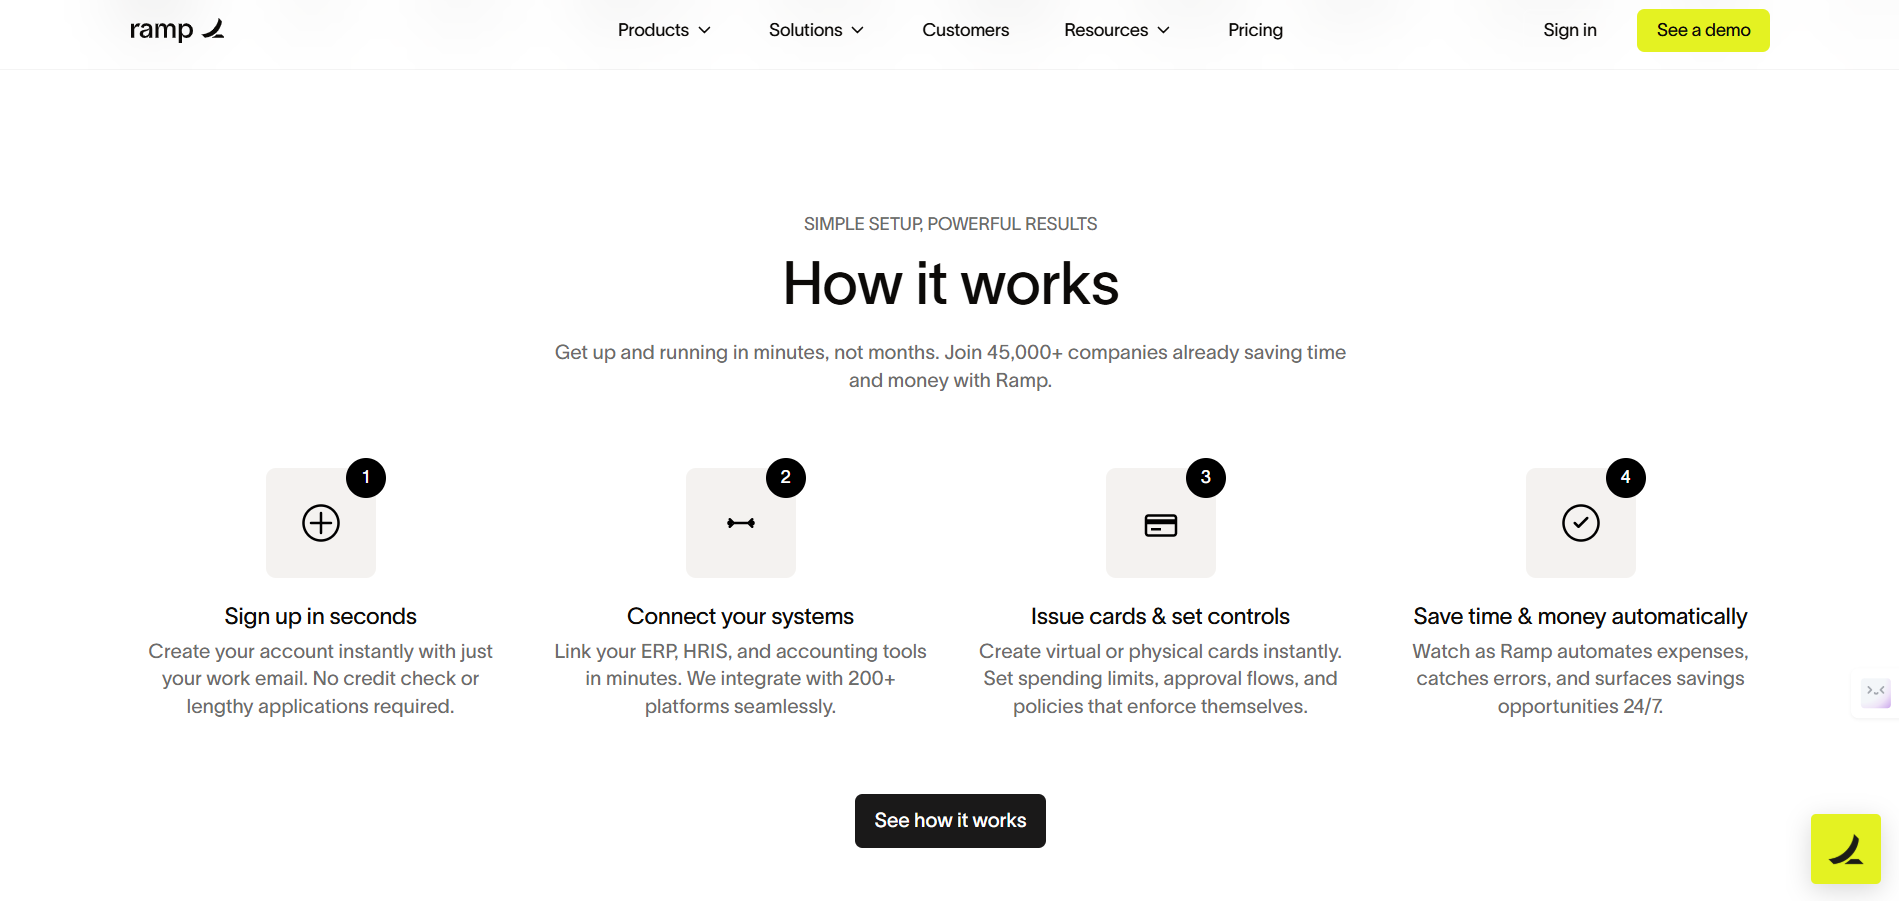 ramp
Products
Solutions
Customers
Resources
Pricing
Sign in
See a demo
SIMPLE SETUP, POWERFUL RESULTS
How it works
Get up and running in minutes, not months. Join 45,000+ companies already saving time
and money with Ramp.
1
Sign up in seconds
Create your account instantly with just
your work email. No credit check or
lengthy applications required.
2
Connect your systems
Link your ERP, HRIS, and accounting tools
in minutes. We integrate with 200+
platforms seamlessly.
3
Issue cards & set controls
Create virtual or physical cards instantly.
Set spending limits, approval flows, and
policies that enforce themselves.
4
Save time & money automatically
Watch as Ramp automates expenses,
catches errors, and surfaces savings
opportunities 24/7.
See how it works